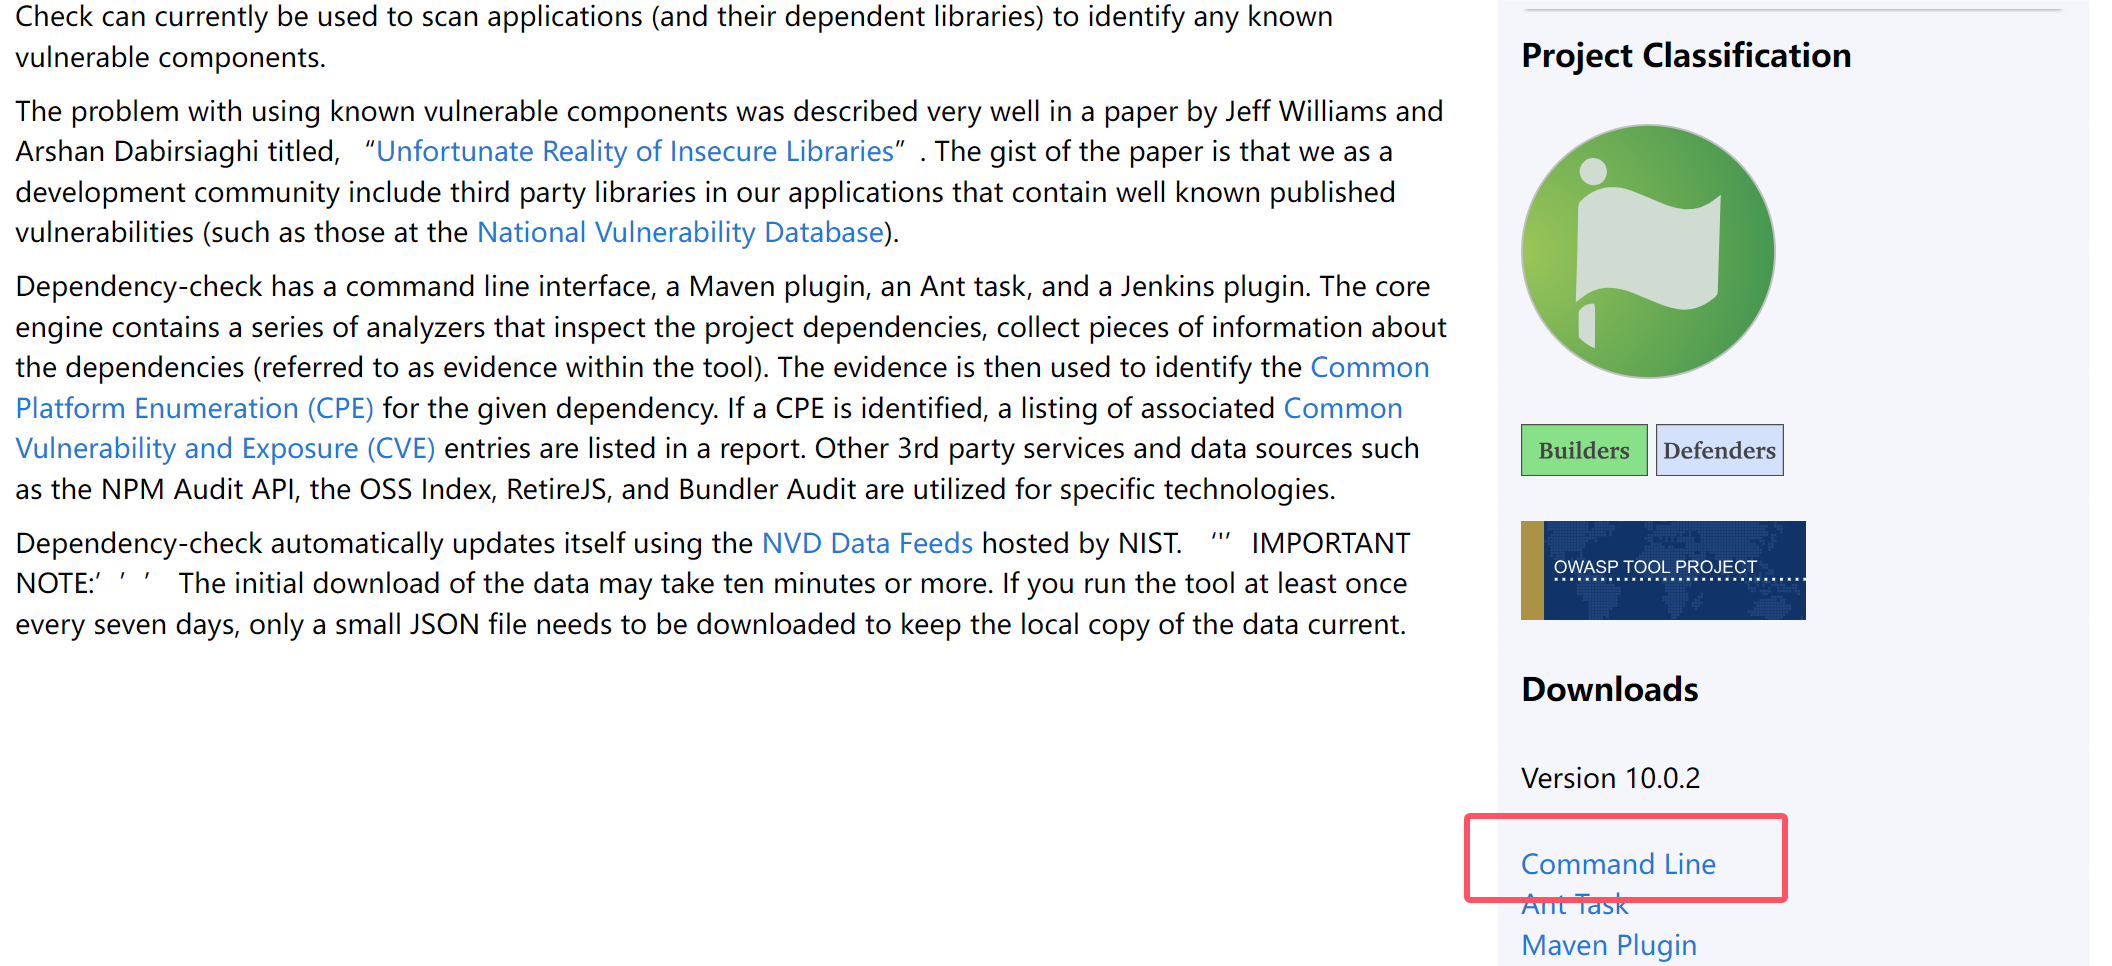 Check can currently be used to scan applications (and their dependent libraries) to identify any known
vulnerable components.
The problem with using known vulnerable components was described very well in a paper by Jeff Williams and
Arshan Dabirsiaghi titled, “Unfortunate Reality of Insecure Libraries”. The gist of the paper is that we as a
development community include third party libraries in our applications that contain well known published
vulnerabilities (such as those at the National Vulnerability Database).
Dependency-check has a command line interface, a Maven plugin, an Ant task, and a Jenkins plugin. The core
engine contains a series of analyzers that inspect the project dependencies, collect pieces of information about
the dependencies (referred to as evidence within the tool). The evidence is then used to identify the Common
Platform Enumeration (CPE) for the given dependency. If a CPE is identified, a listing of associated Common
Vulnerability and Exposure (CVE) entries are listed in a report. Other 3rd party services and data sources such
as the NPM Audit API, the OSS Index, RetireJS, and Bundler Audit are utilized for specific technologies.
Dependency-check automatically updates itself using the NVD Data Feeds hosted by NIST. ‘’’ IMPORTANT
NOTE:’ ’ ’ The initial download of the data may take ten minutes or more. If you run the tool at least once
every seven days, only a small JSON file needs to be downloaded to keep the local copy of the data current.
Project Classification
Builders Defenders
OWASP TOOL PROJECT
Downloads
Version 10.0.2
Command Line
Ant Task
Maven Plugin